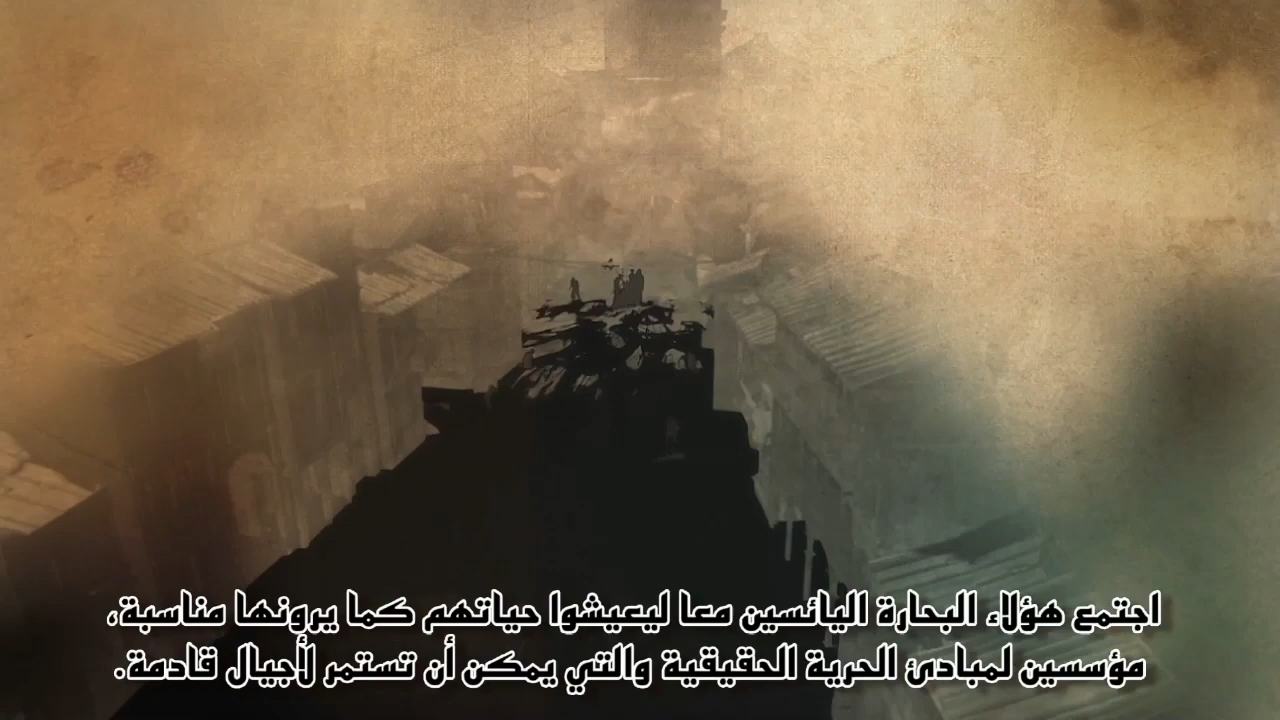 اجتمع هؤلاء البحارة اليائسين معا ليعيشوا حياتهم كما يرونها مناسبة،
مؤسسين لمبادئ الحرية الحقيقية والتي يمكن أن تستمر لأجيال قادمة.